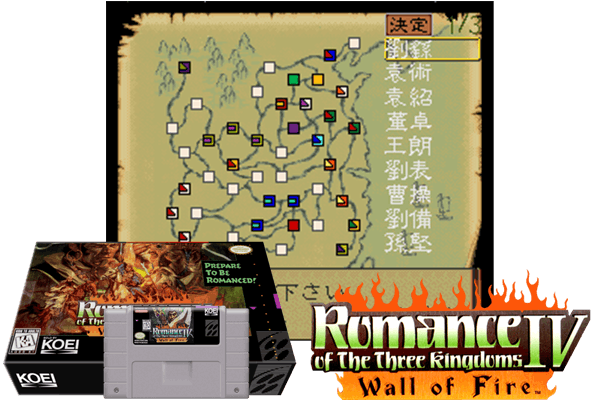 決定 1/3
劉繇
袁術
袁紹
董卓
王朗
劉表
曹操
劉備
孫堅
下さい
PREPARE
TO BE
ROMANCED!
KOEI
KOEI
Romance IV
of The Three Kingdoms
Wall of Fire™